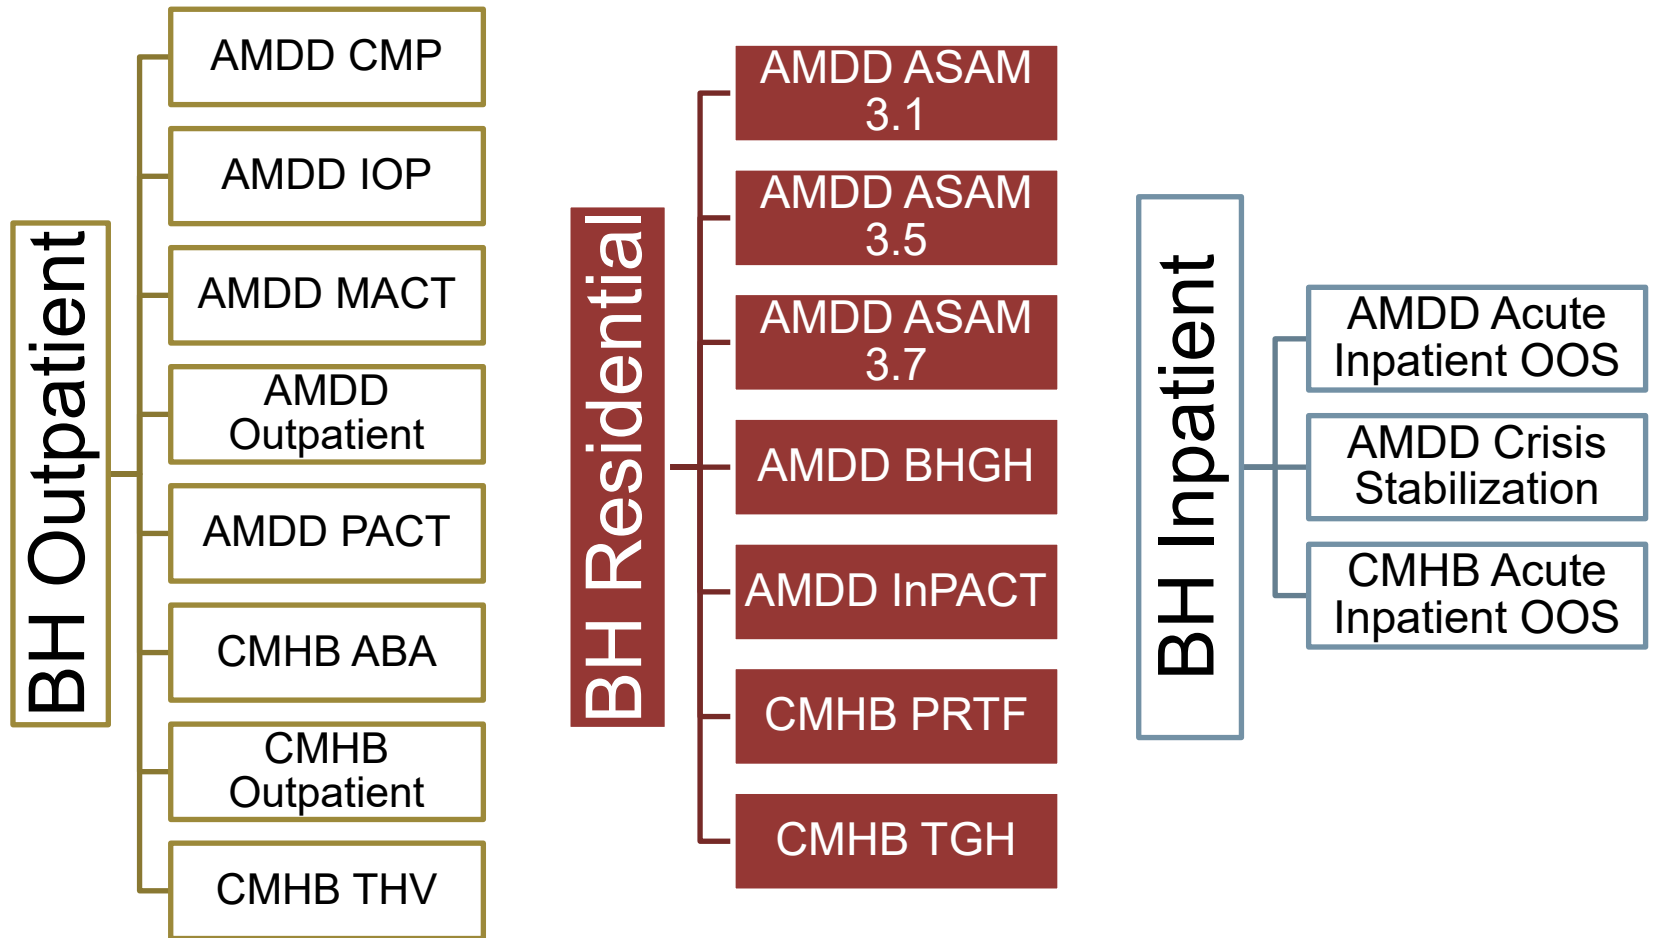 BH Outpatient
AMDD CMP
AMDD IOP
AMDD MACT
AMDD
Outpatient
AMDD PACT
CMHB ABA
CMHB
Outpatient
CMHB THV
BH Residential
AMDD ASAM
3.1
AMDD ASAM
3.5
AMDD ASAM
3.7
AMDD BHGH
AMDD InPACT
CMHB PRTF
CMHB TGH
BH Inpatient
AMDD Acute
Inpatient OOS
AMDD Crisis
Stabilization
CMHB Acute
Inpatient OOS